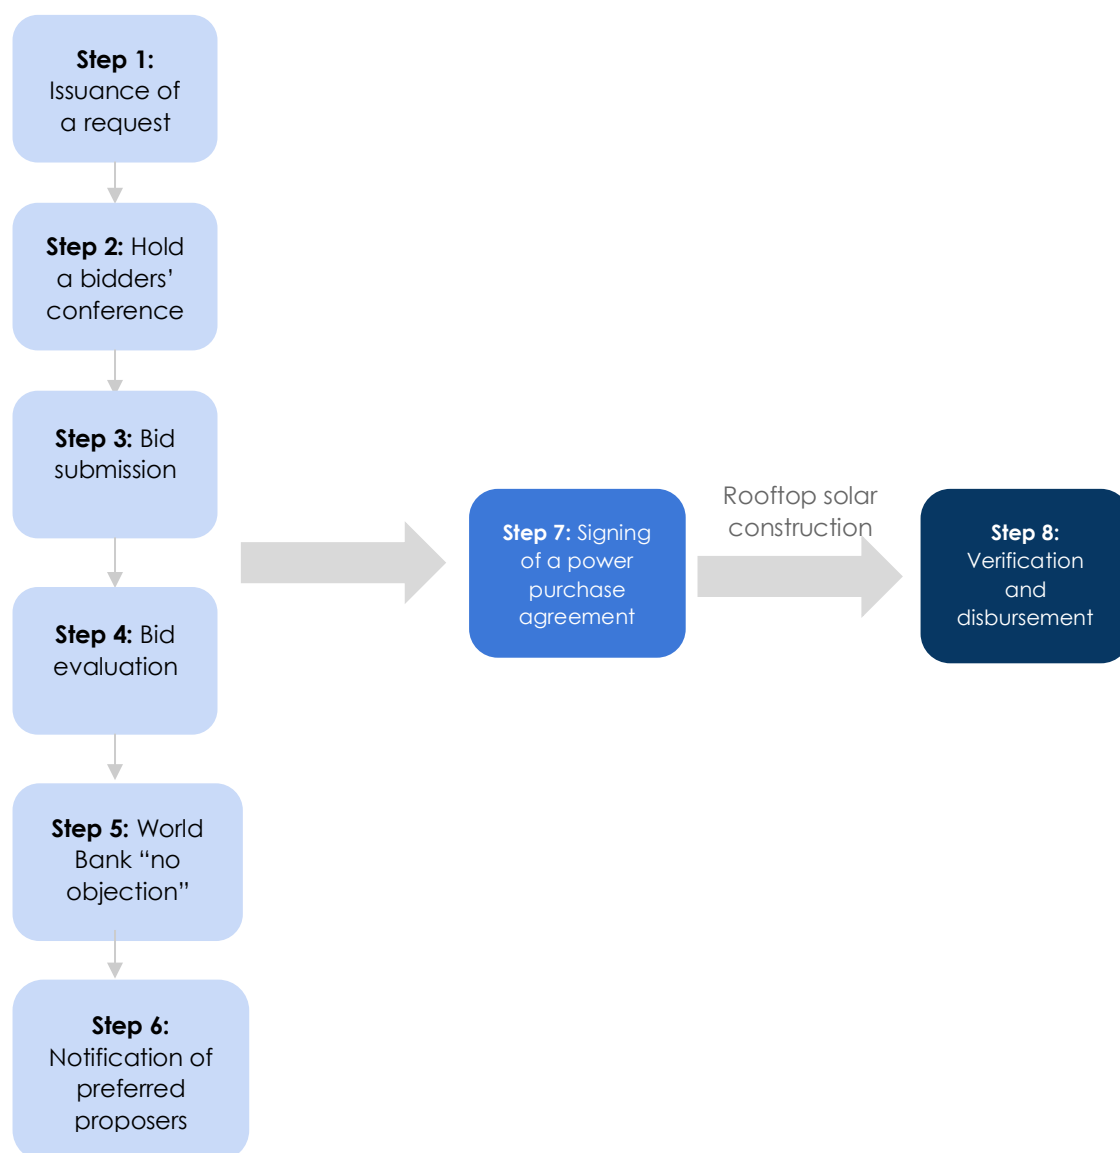 Step 1:
Issuance of
a request
Step 2: Hold
a bidders’
conference
Step 3: Bid
submission
Step 4: Bid
evaluation
Step 5: World
Bank “no
objection”
Step 6:
Notification of
preferred
proposers
Step 7: Signing
of a power
purchase
agreement
Rooftop solar
construction
Step 8:
Verification
and
disbursement